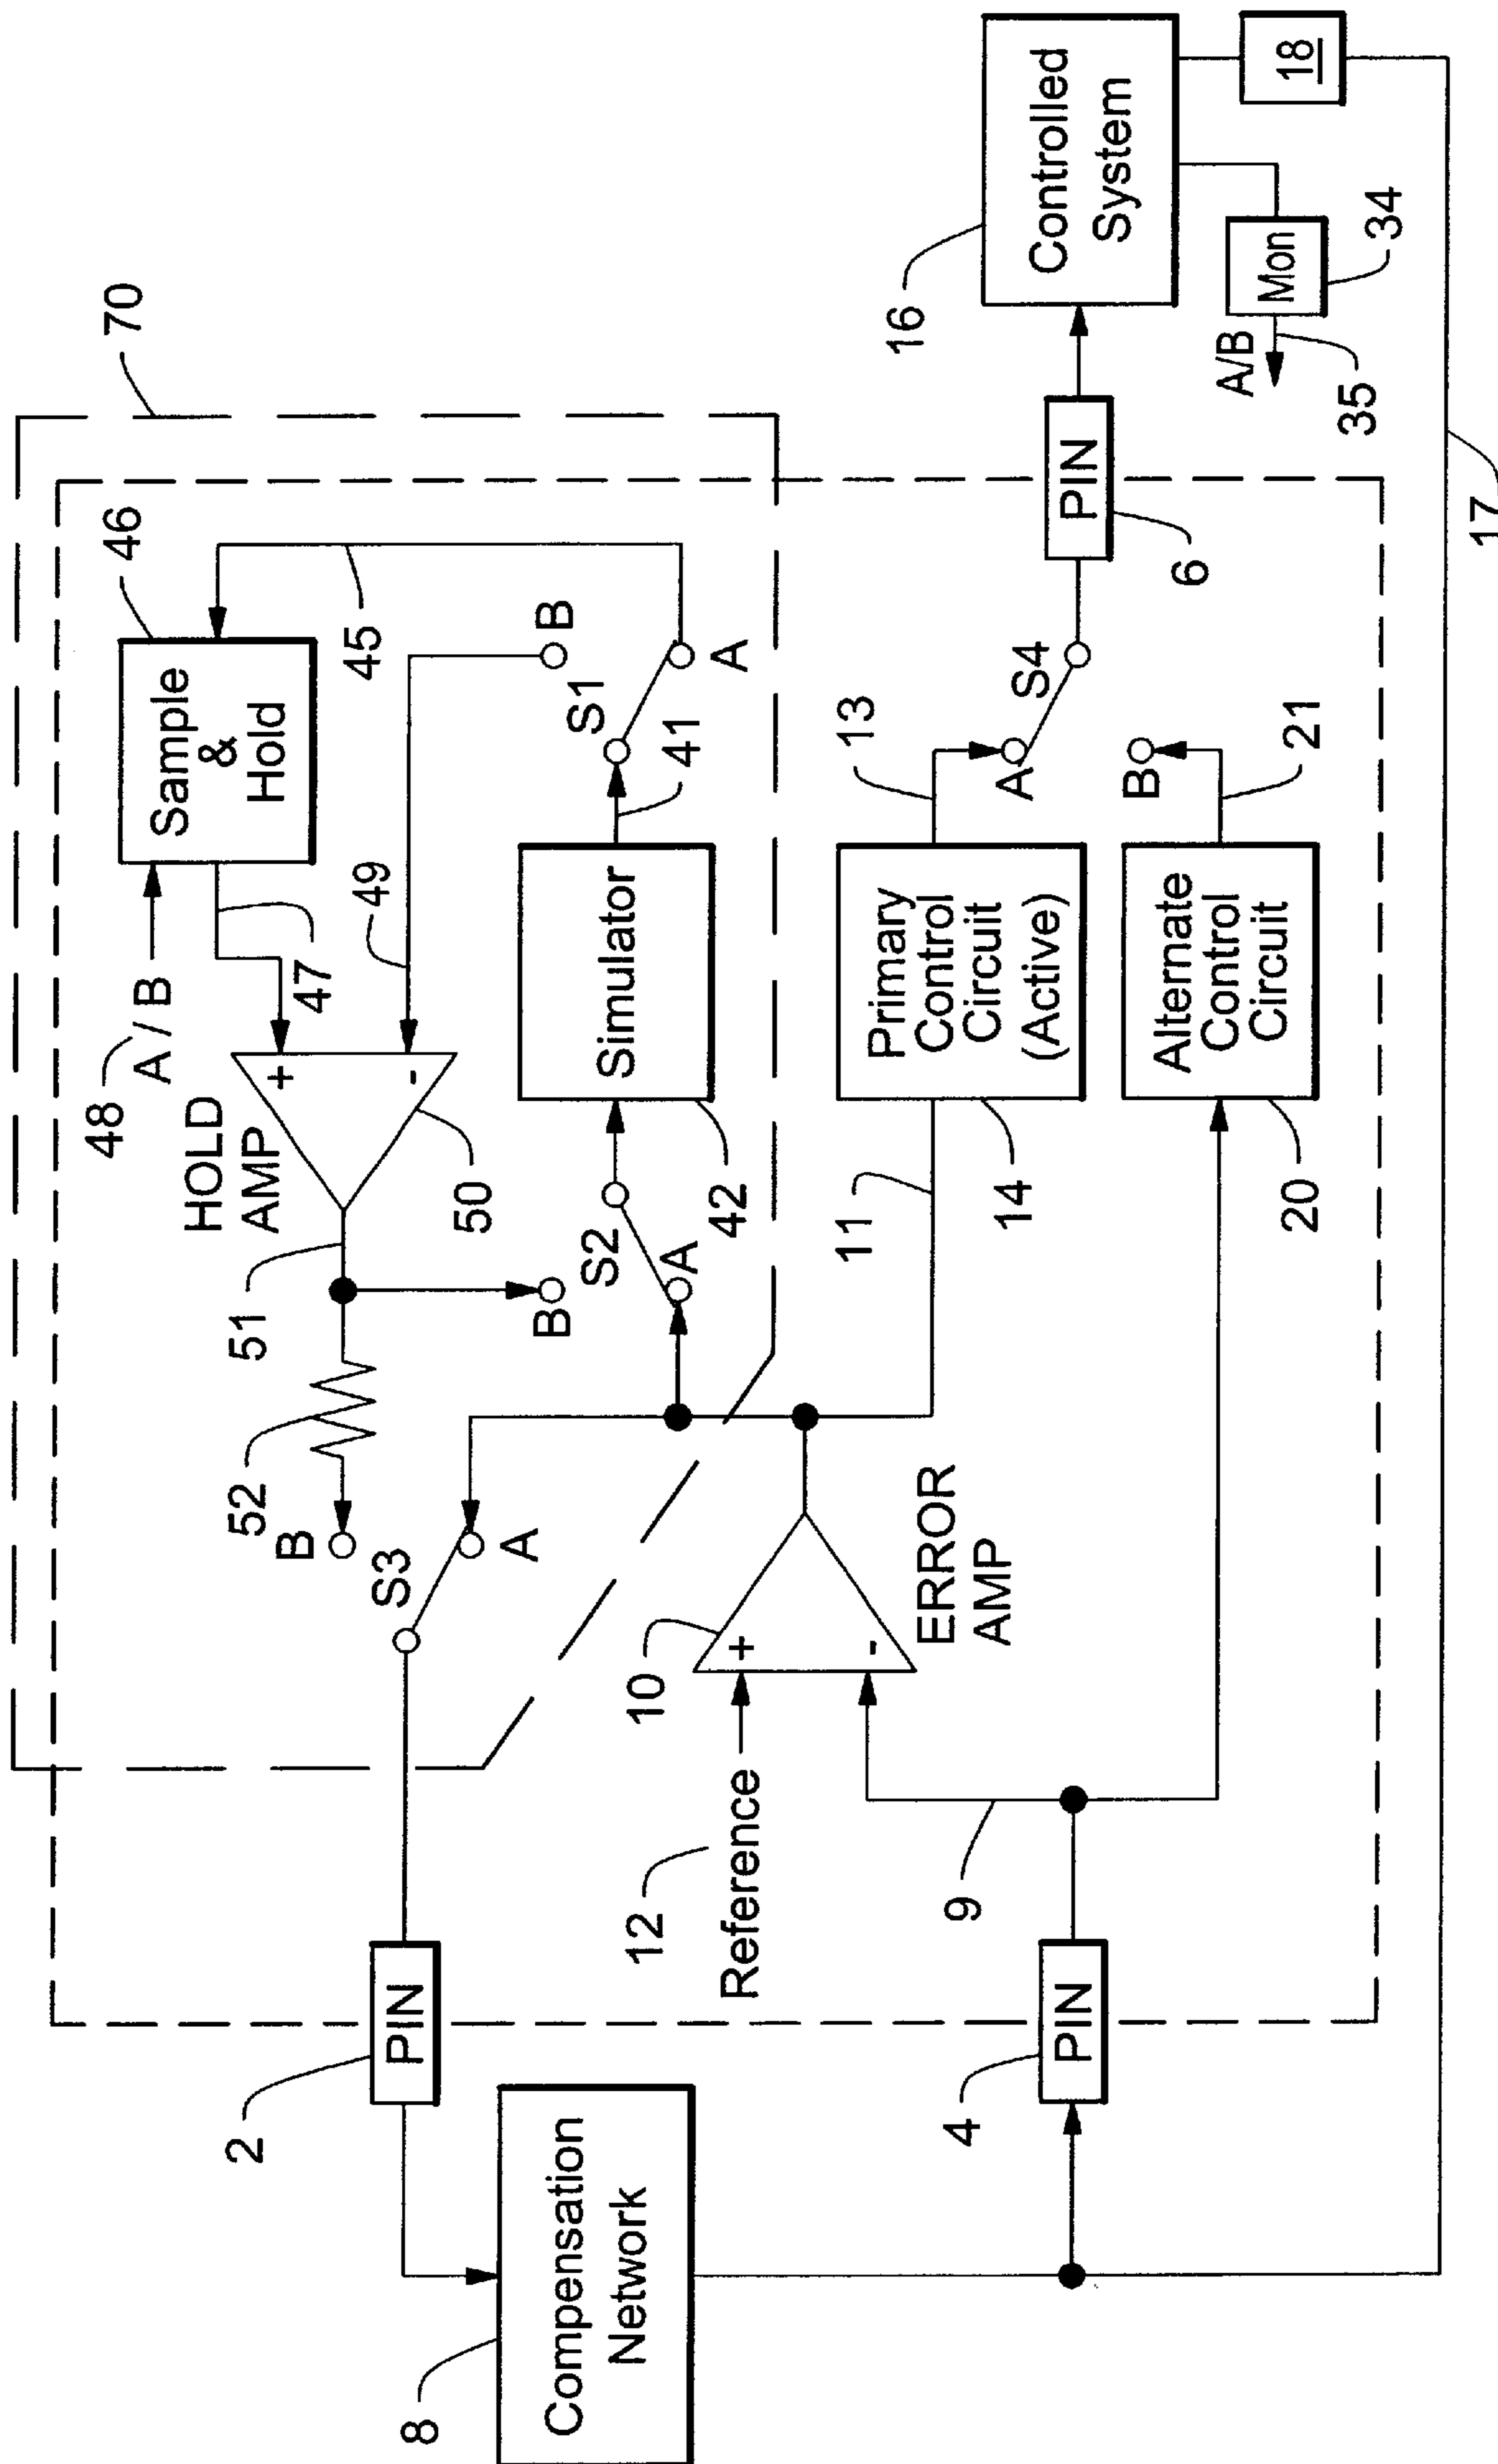 70
48
A / B
Sample
&
Hold
46
HOLD
AMP
+
-
47
45
51
50
49
B
S1
A
52
B
S3
A
B
S2
A
Simulator
41
42
2
PIN
8
Compensation
Network
10
+
-
ERROR
AMP
12
Reference
11
14
Primary
Control
Circuit
(Active)
13
A
S4
B
PIN
6
16
Controlled
System
18
Mon
34
A/B
35
9
4
PIN
20
Alternate
Control
Circuit
21
17